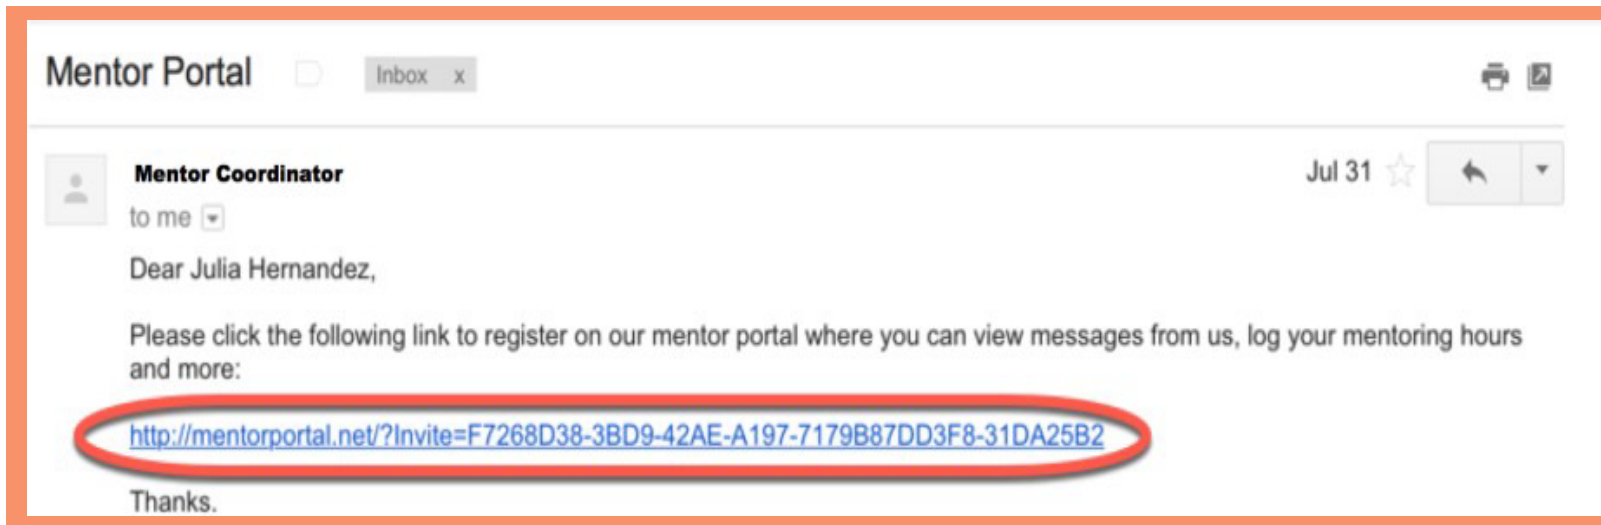 Mentor Portal
Inbox x
Mentor Coordinator
Jul 31
to me
Dear Julia Hernandez,
Please click the following link to register on our mentor portal where you can view messages from us, log your mentoring hours
and more:
http://mentorportal.net/?Invite=F7268D38-3BD9-42AE-A197-7179B87DD3F8-31DA25B2
Thanks.